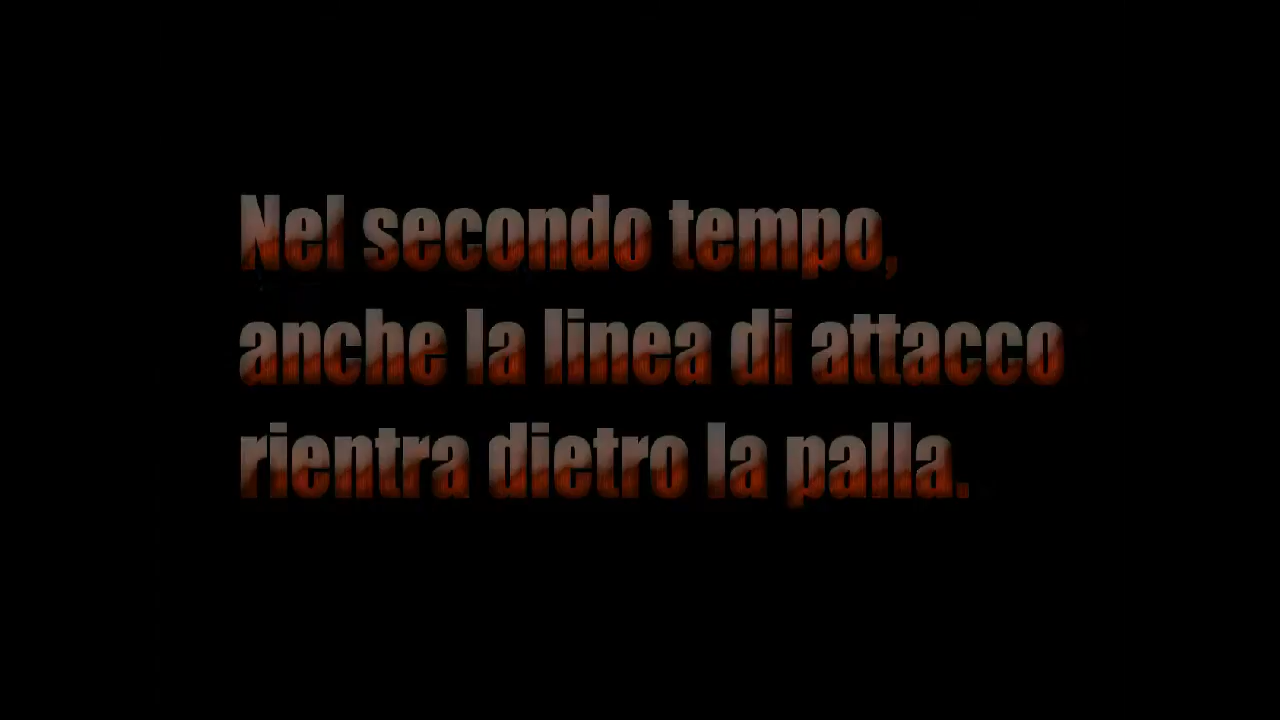 Nel secondo tempo,
anche la linea di attacco
rientra dietro la palla.